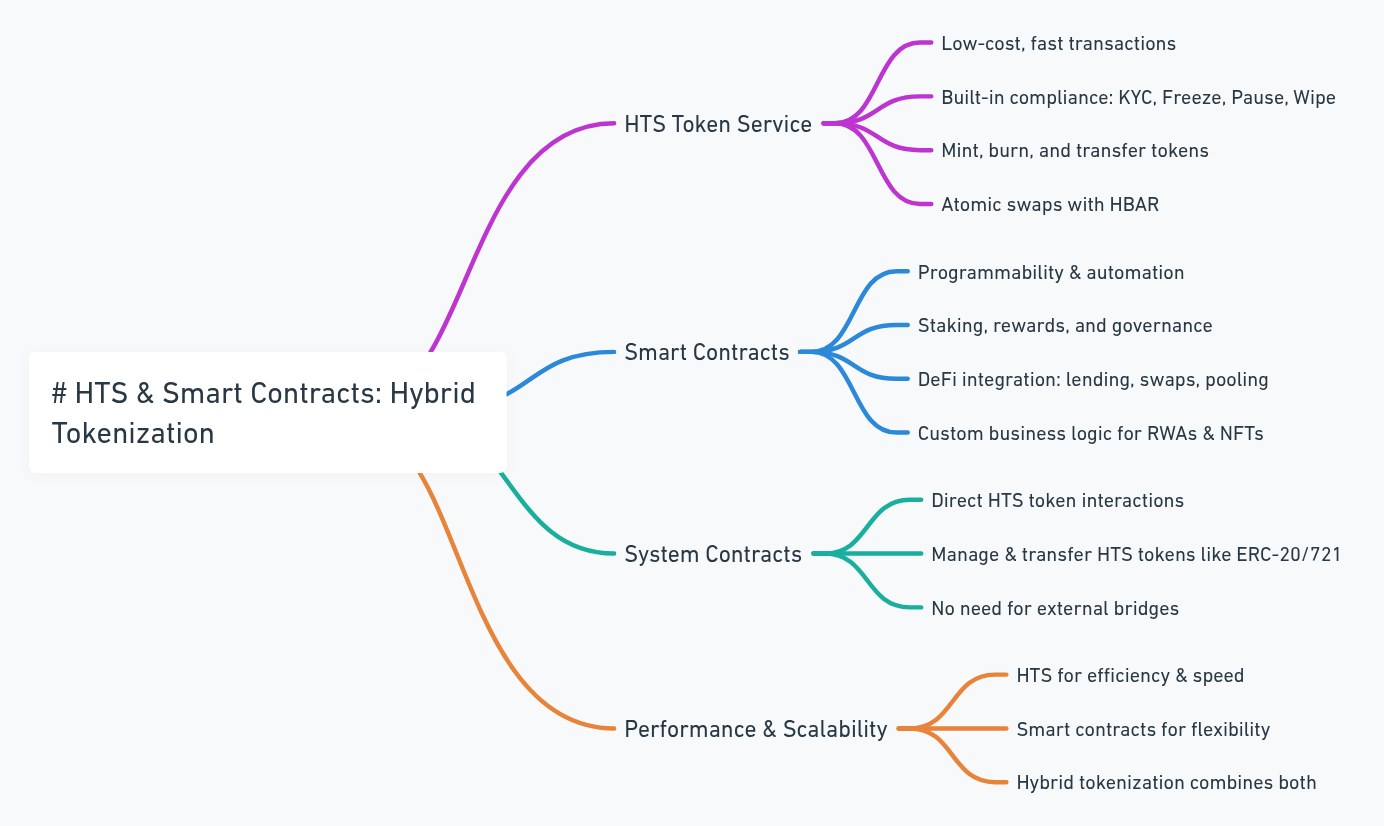 # HTS & Smart Contracts: Hybrid
Tokenization
HTS Token Service
Low-cost, fast transactions
Built-in compliance: KYC, Freeze, Pause, Wipe
Mint, burn, and transfer tokens
Atomic swaps with HBAR
Smart Contracts
Programmability & automation
Staking, rewards, and governance
DeFi integration: lending, swaps, pooling
Custom business logic for RWAs & NFTs
System Contracts
Direct HTS token interactions
Manage & transfer HTS tokens like ERC-20/721
No need for external bridges
Performance & Scalability
HTS for efficiency & speed
Smart contracts for flexibility
Hybrid tokenization combines both